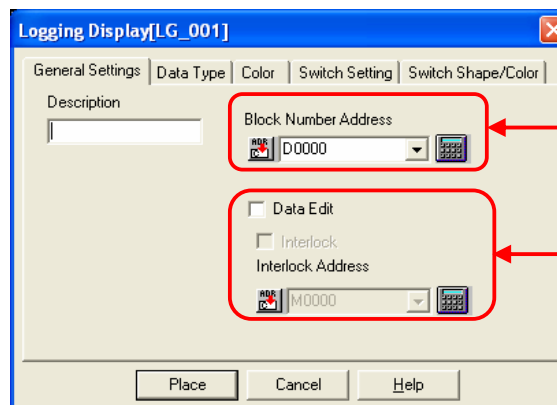 Logging Display[LG_001]
General Settings
Data Type
Color
Switch Setting
Switch Shape/Color
Description
Block Number Address
D0000
Data Edit
Interlock
Interlock Address
M0000
Place
Cancel
Help